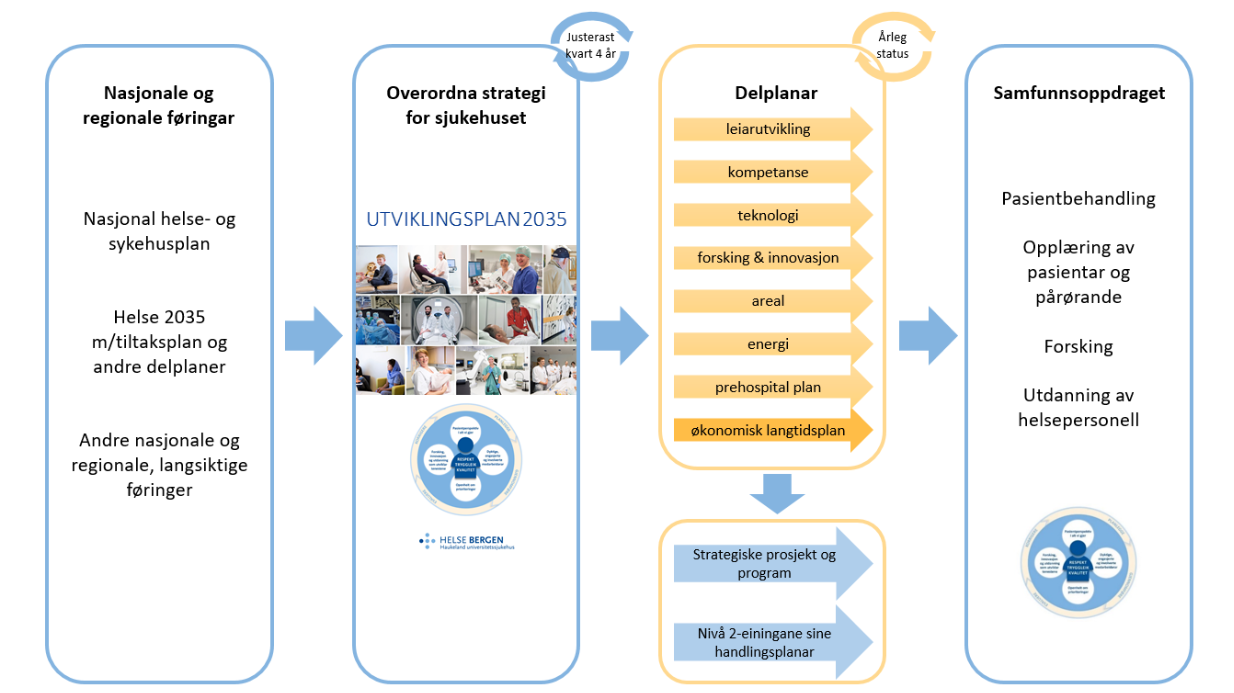 Justerast
kvart 4 år
Årleg
status
Nasjonale og
regionale føringar
Nasjonal helse- og
sykehusplan
Helse 2035
m/tiltaksplan og
andre delplaner
Andre nasjonale og
regionale, langsiktige
føringer
Overordna strategi
for sjukehuset
UTVIKLINGSPLAN 2035
RESPEKT
TRYGGLEIK
KVALITET
HELSE BERGEN
Haukeland universitetssjukehus
Delplanar
leiarutvikling
kompetanse
teknologi
forsking & innovasjon
areal
energi
prehospital plan
økonomisk langtidsplan
Strategiske prosjekt og
program
Nivå 2-einingane sine
handlingsplanar
Samfunnsoppdraget
Pasientbehandling
Opplæring av
pasientar og
pårørande
Forsking
Utdanning av
helsepersonell
RESPEKT
TRYGGLEIK
KVALITET